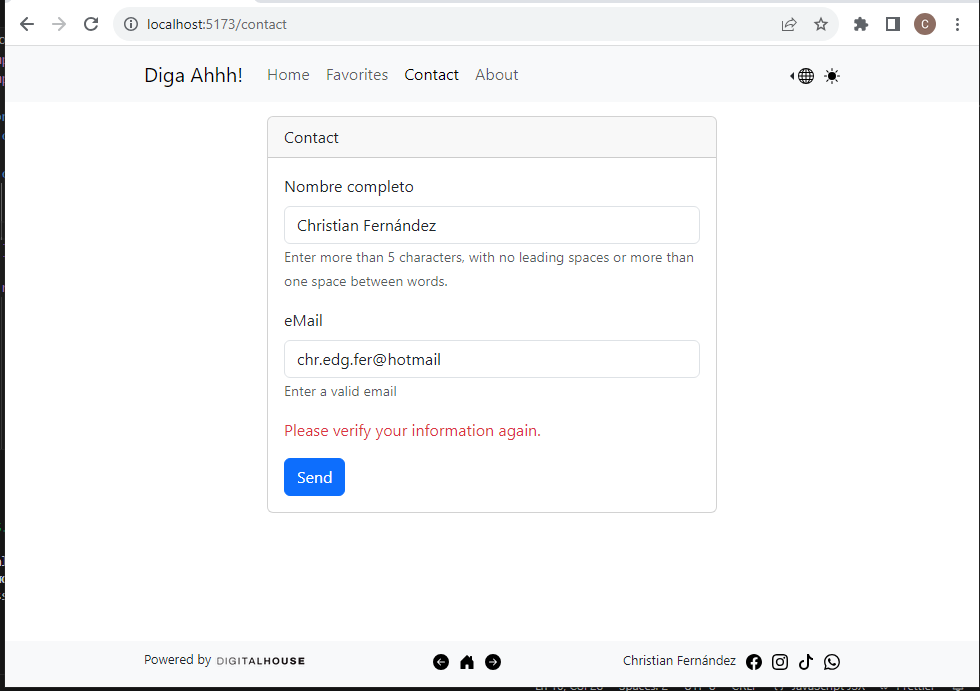 localhost:5173/contact
C
Diga Ahhh!
Home
Favorites
Contact
About
Contact
Nombre completo
Christian Fernández
Enter more than 5 characters, with no leading spaces or more than
one space between words.
eMail
chr.edg.fer@hotmail
Enter a valid email
Please verify your information again.
Send
Powered by DIGITALHOUSE
Christian Fernández